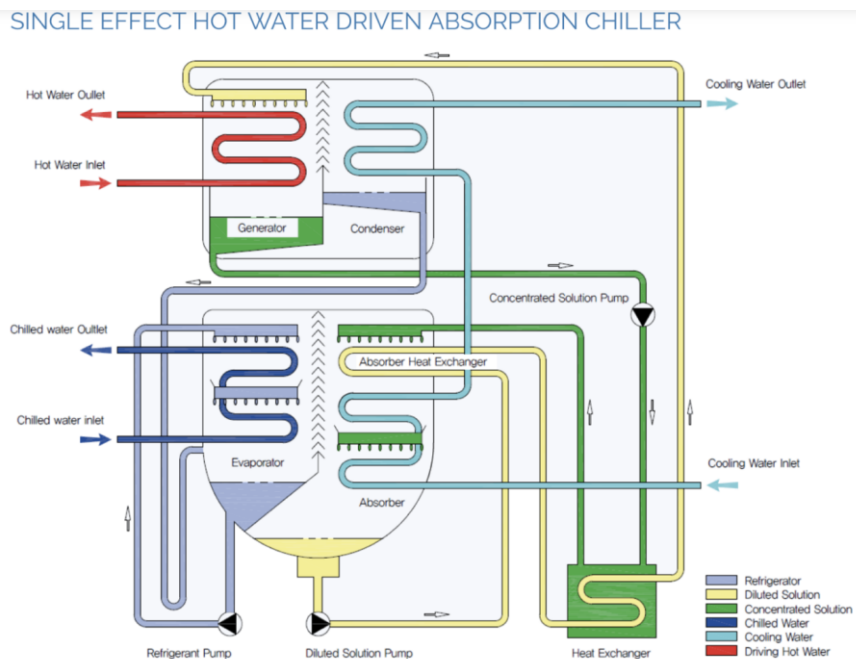 SINGLE EFFECT HOT WATER DRIVEN ABSORPTION CHILLER
Hot Water Outlet
Cooling Water Outlet
Hot Water Inlet
Generator
Condenser
Concentrated Solution Pump
Chilled water Outlet
Absorber Heat Exchanger
Chilled water inlet
Evaporator
Cooling Water Inlet
Absorber
Refrigerator
Diluted Solution
Concentrated Solution
Chilled Water
Cooling Water
Driving Hot Water
Refrigerant Pump
Diluted Solution Pump
Heat Exchanger